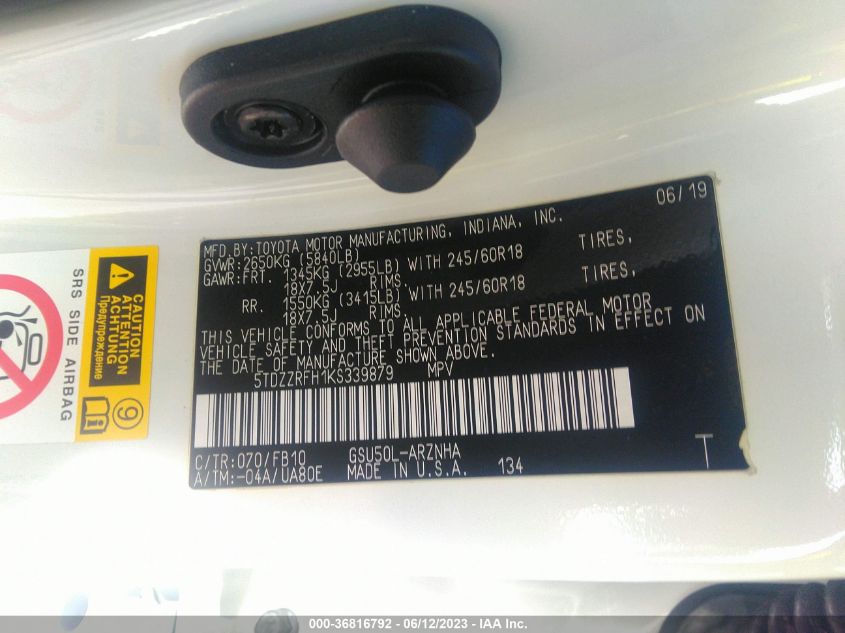 06/19
MFD.BY:TOYOTA MOTOR MANUFACTURING, INDIANA, INC.
GVWR:2650KG (5840LB)
GAWR:FRT. 1345KG (2955LB) WITH 245/60R18 TIRES,
18X7.5J RIMS.
RR. 1550KG (3415LB) WITH 245/60R18 TIRES,
18X7.5J RIMS.
THIS VEHICLE CONFORMS TO ALL APPLICABLE FEDERAL MOTOR
VEHICLE SAFETY AND THEFT PREVENTION STANDARDS IN EFFECT ON
THE DATE OF MANUFACTURE SHOWN ABOVE.
5TDZZRFH1KS339879 MPV
C/TR:070/FB10 GSU50L-ARZNHA
A/TM:-04A/UA80E MADE IN U.S.A. 134 T
SRS SIDE AIRBAG
CAUTION
ATTENTION
ACHTUNG
Предупреждение
9
000-36816792 - 06/12/2023 - IAA Inc.